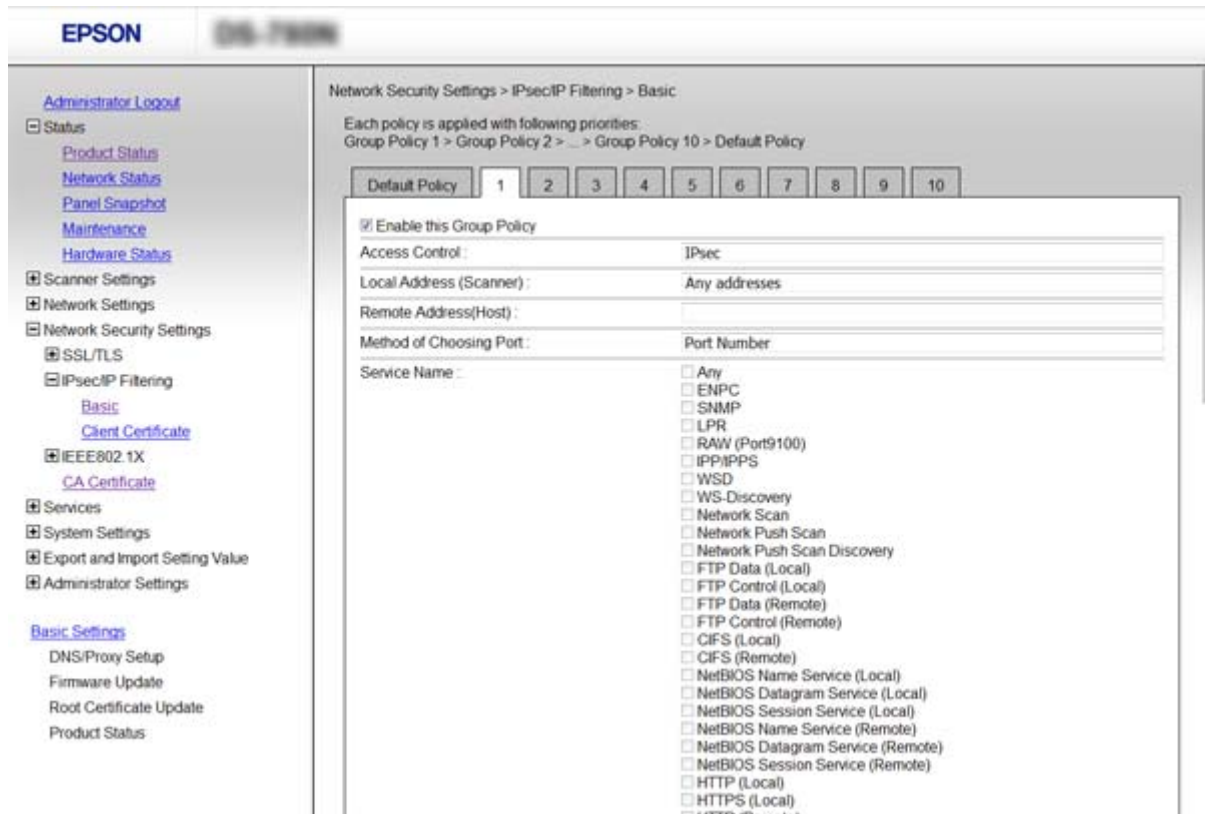 EPSON
Administrator Logout
Status
Product Status
Network Status
Panel Snapshot
Maintenance
Hardware Status
Scanner Settings
Network Settings
Network Security Settings
SSL/TLS
IPsec/IP Filtering
Basic
Client Certificate
IEEE802.1X
CA Certificate
Services
System Settings
Export and Import Setting Value
Administrator Settings
Basic Settings
DNS/Proxy Setup
Firmware Update
Root Certificate Update
Product Status
Network Security Settings > IPsec/IP Filtering > Basic
Each policy is applied with following priorities:
Group Policy 1 > Group Policy 2 > ... > Group Policy 10 > Default Policy
Default Policy 1 2 3 4 5 6 7 8 9 10
Enable this Group Policy
Access Control : IPsec
Local Address (Scanner) : Any addresses
Remote Address(Host) :
Method of Choosing Port : Port Number
Service Name : Any
ENPC
SNMP
LPR
RAW (Port9100)
IPP/IPPS
WSD
WS-Discovery
Network Scan
Network Push Scan
Network Push Scan Discovery
FTP Data (Local)
FTP Control (Local)
FTP Data (Remote)
FTP Control (Remote)
CIFS (Local)
CIFS (Remote)
NetBIOS Name Service (Local)
NetBIOS Datagram Service (Local)
NetBIOS Session Service (Local)
NetBIOS Name Service (Remote)
NetBIOS Datagram Service (Remote)
NetBIOS Session Service (Remote)
HTTP (Local)
HTTPS (Local)